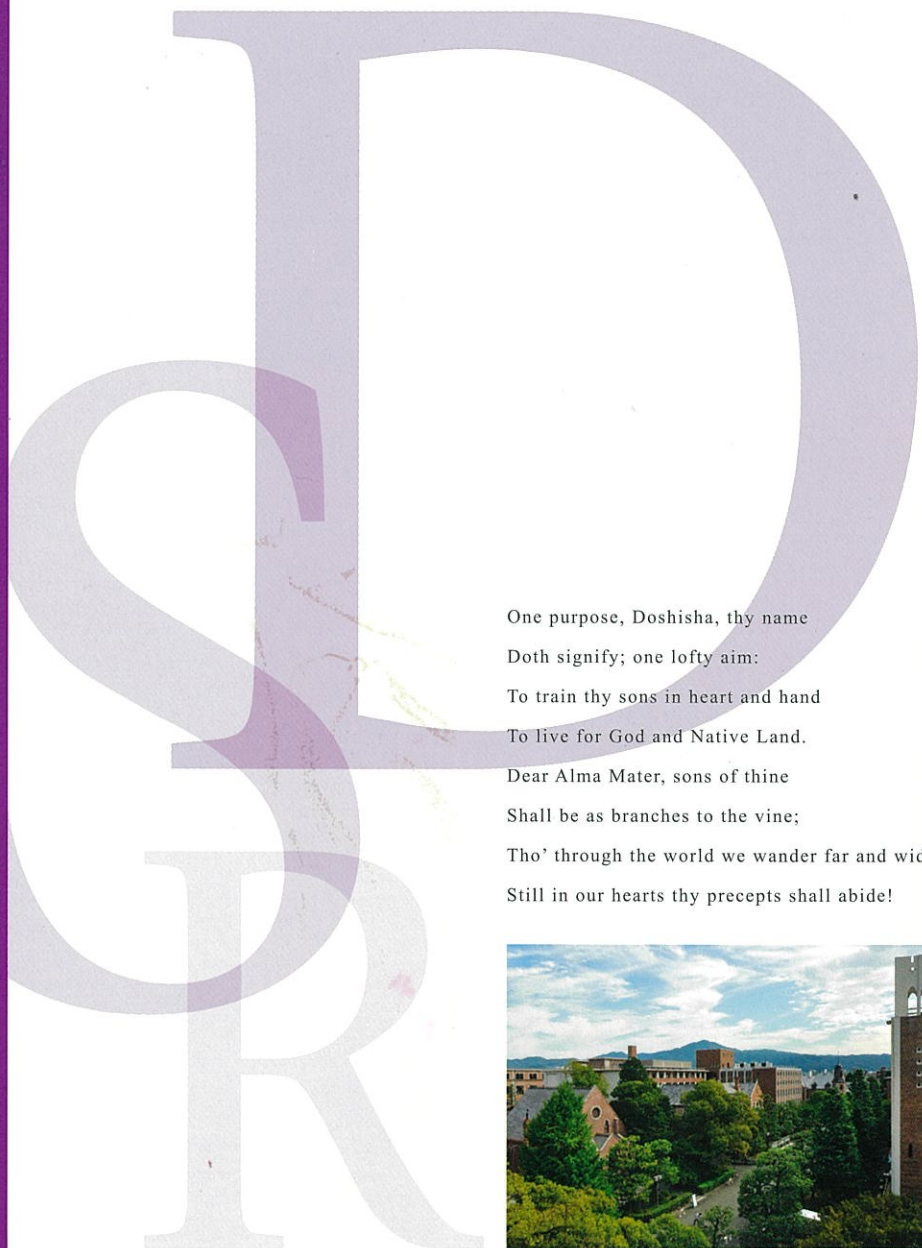 D
S
R
One purpose, Doshisha, thy name
Doth signify; one lofty aim:
To train thy sons in heart and hand
To live for God and Native Land.
Dear Alma Mater, sons of thine
Shall be as branches to the vine;
Tho’ through the world we wander far and
Still in our hearts thy precepts shall abide!